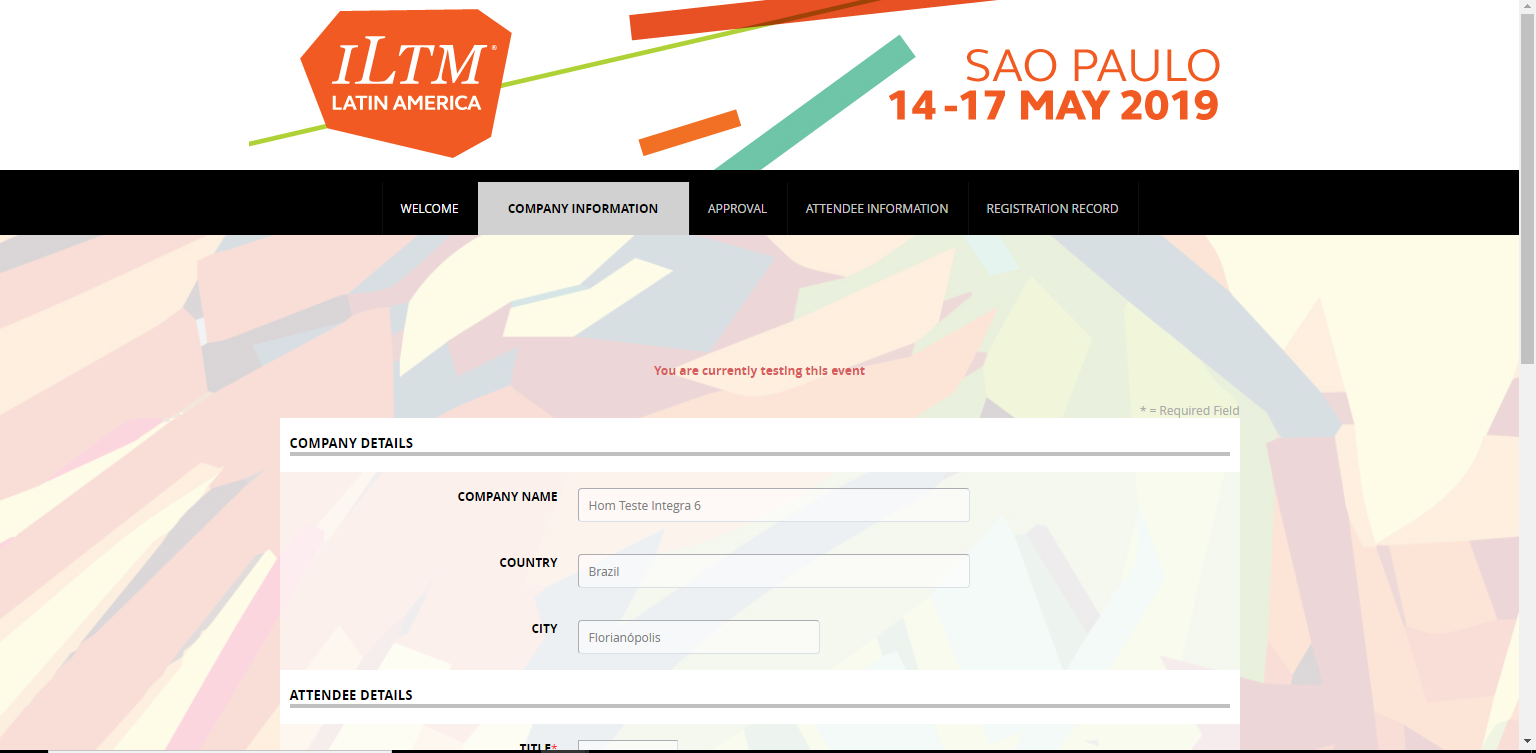 ILTM®
LATIN AMERICA
SAO PAULO
14 -17 MAY 2019
WELCOME
COMPANY INFORMATION
APPROVAL
ATTENDEE INFORMATION
REGISTRATION RECORD
You are currently testing this event
* = Required Field
COMPANY DETAILS
COMPANY NAME
Hom Teste Integra 6
COUNTRY
Brazil
CITY
Florianópolis
ATTENDEE DETAILS
TITLE*